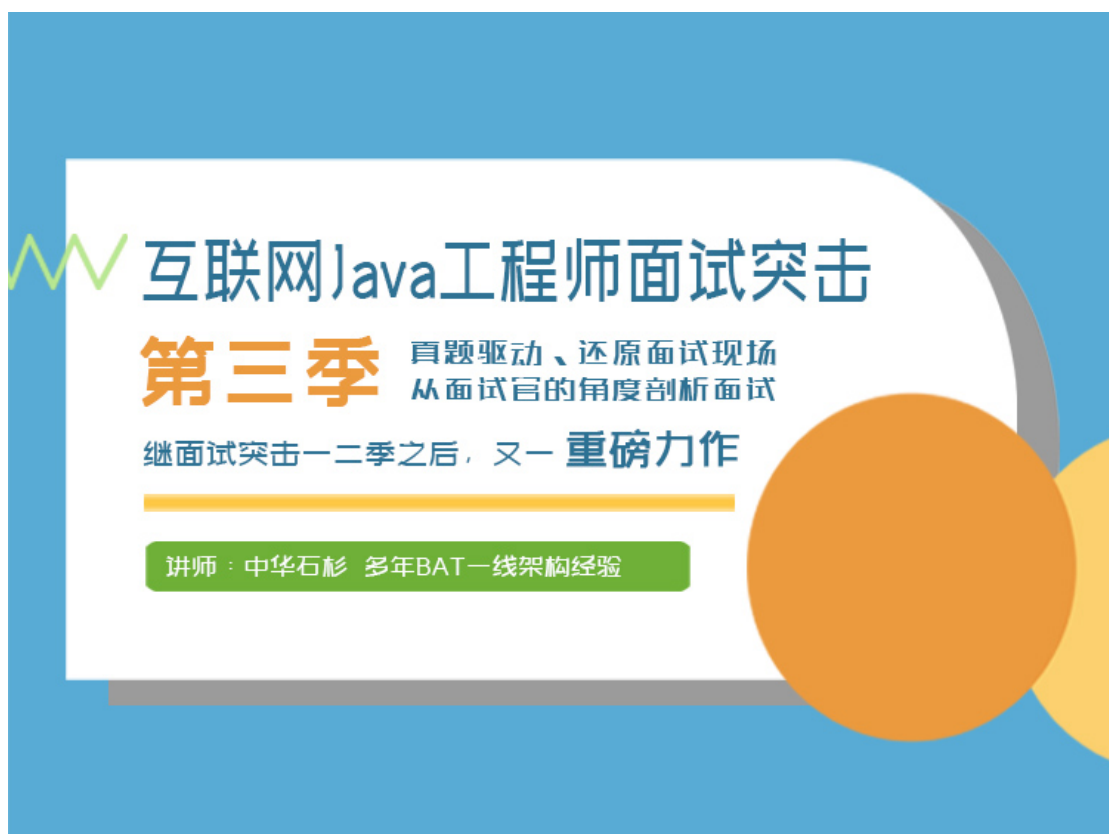 互联网Java工程师面试突击
第三季
真题驱动、还原面试现场
从面试官的角度剖析面试
继面试突击一二季之后，又一 重磅力作
讲师：中华石杉 多年BAT一线架构经验